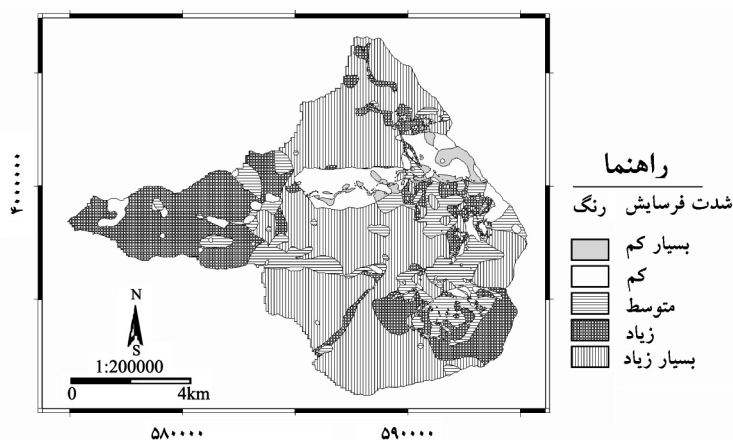 ۴۰۰۰۰۰۰
N
S
1:200000
0 4km
۵۸۰۰۰۰ ۵۹۰۰۰۰
راهنما
شدت فرسایش رنگ
بسیار کم
کم
متوسط
زیاد
بسیار زیاد